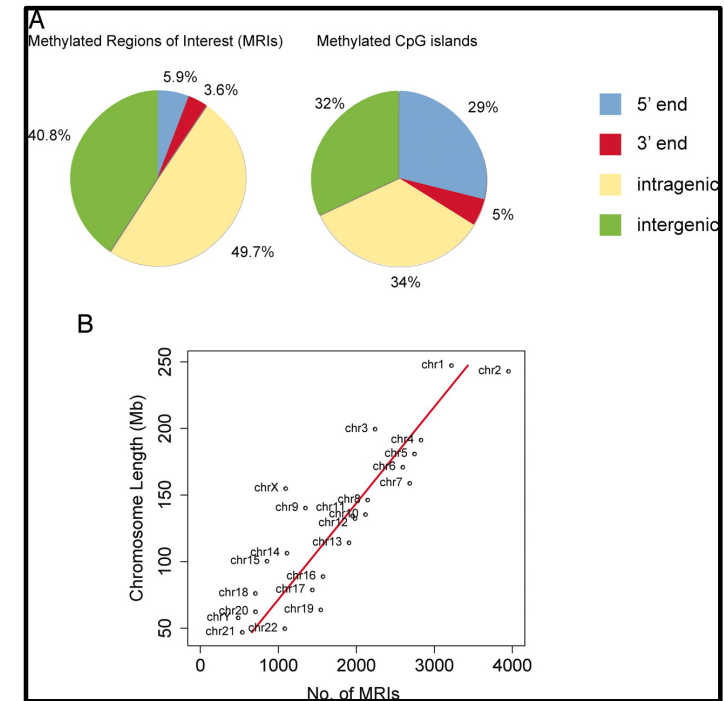 A
Methylated Regions of Interest (MRIs)
Methylated CpG islands
5.9%
3.6%
40.8%
49.7%
32%
29%
5%
34%
5’ end
3’ end
intragenic
intergenic
B
Chromosome Length (Mb)
250
200
150
100
50
chr1
chr2
chr3
chr4
chr5
chr6
chr7
chrX
chr8
chr9
chr11
chr10
chr12
chr13
chr14
chr15
chr16
chr17
chr18
chr19
chr20
chrY
chr22
chr21
0
1000
2000
3000
4000
No. of MRIs